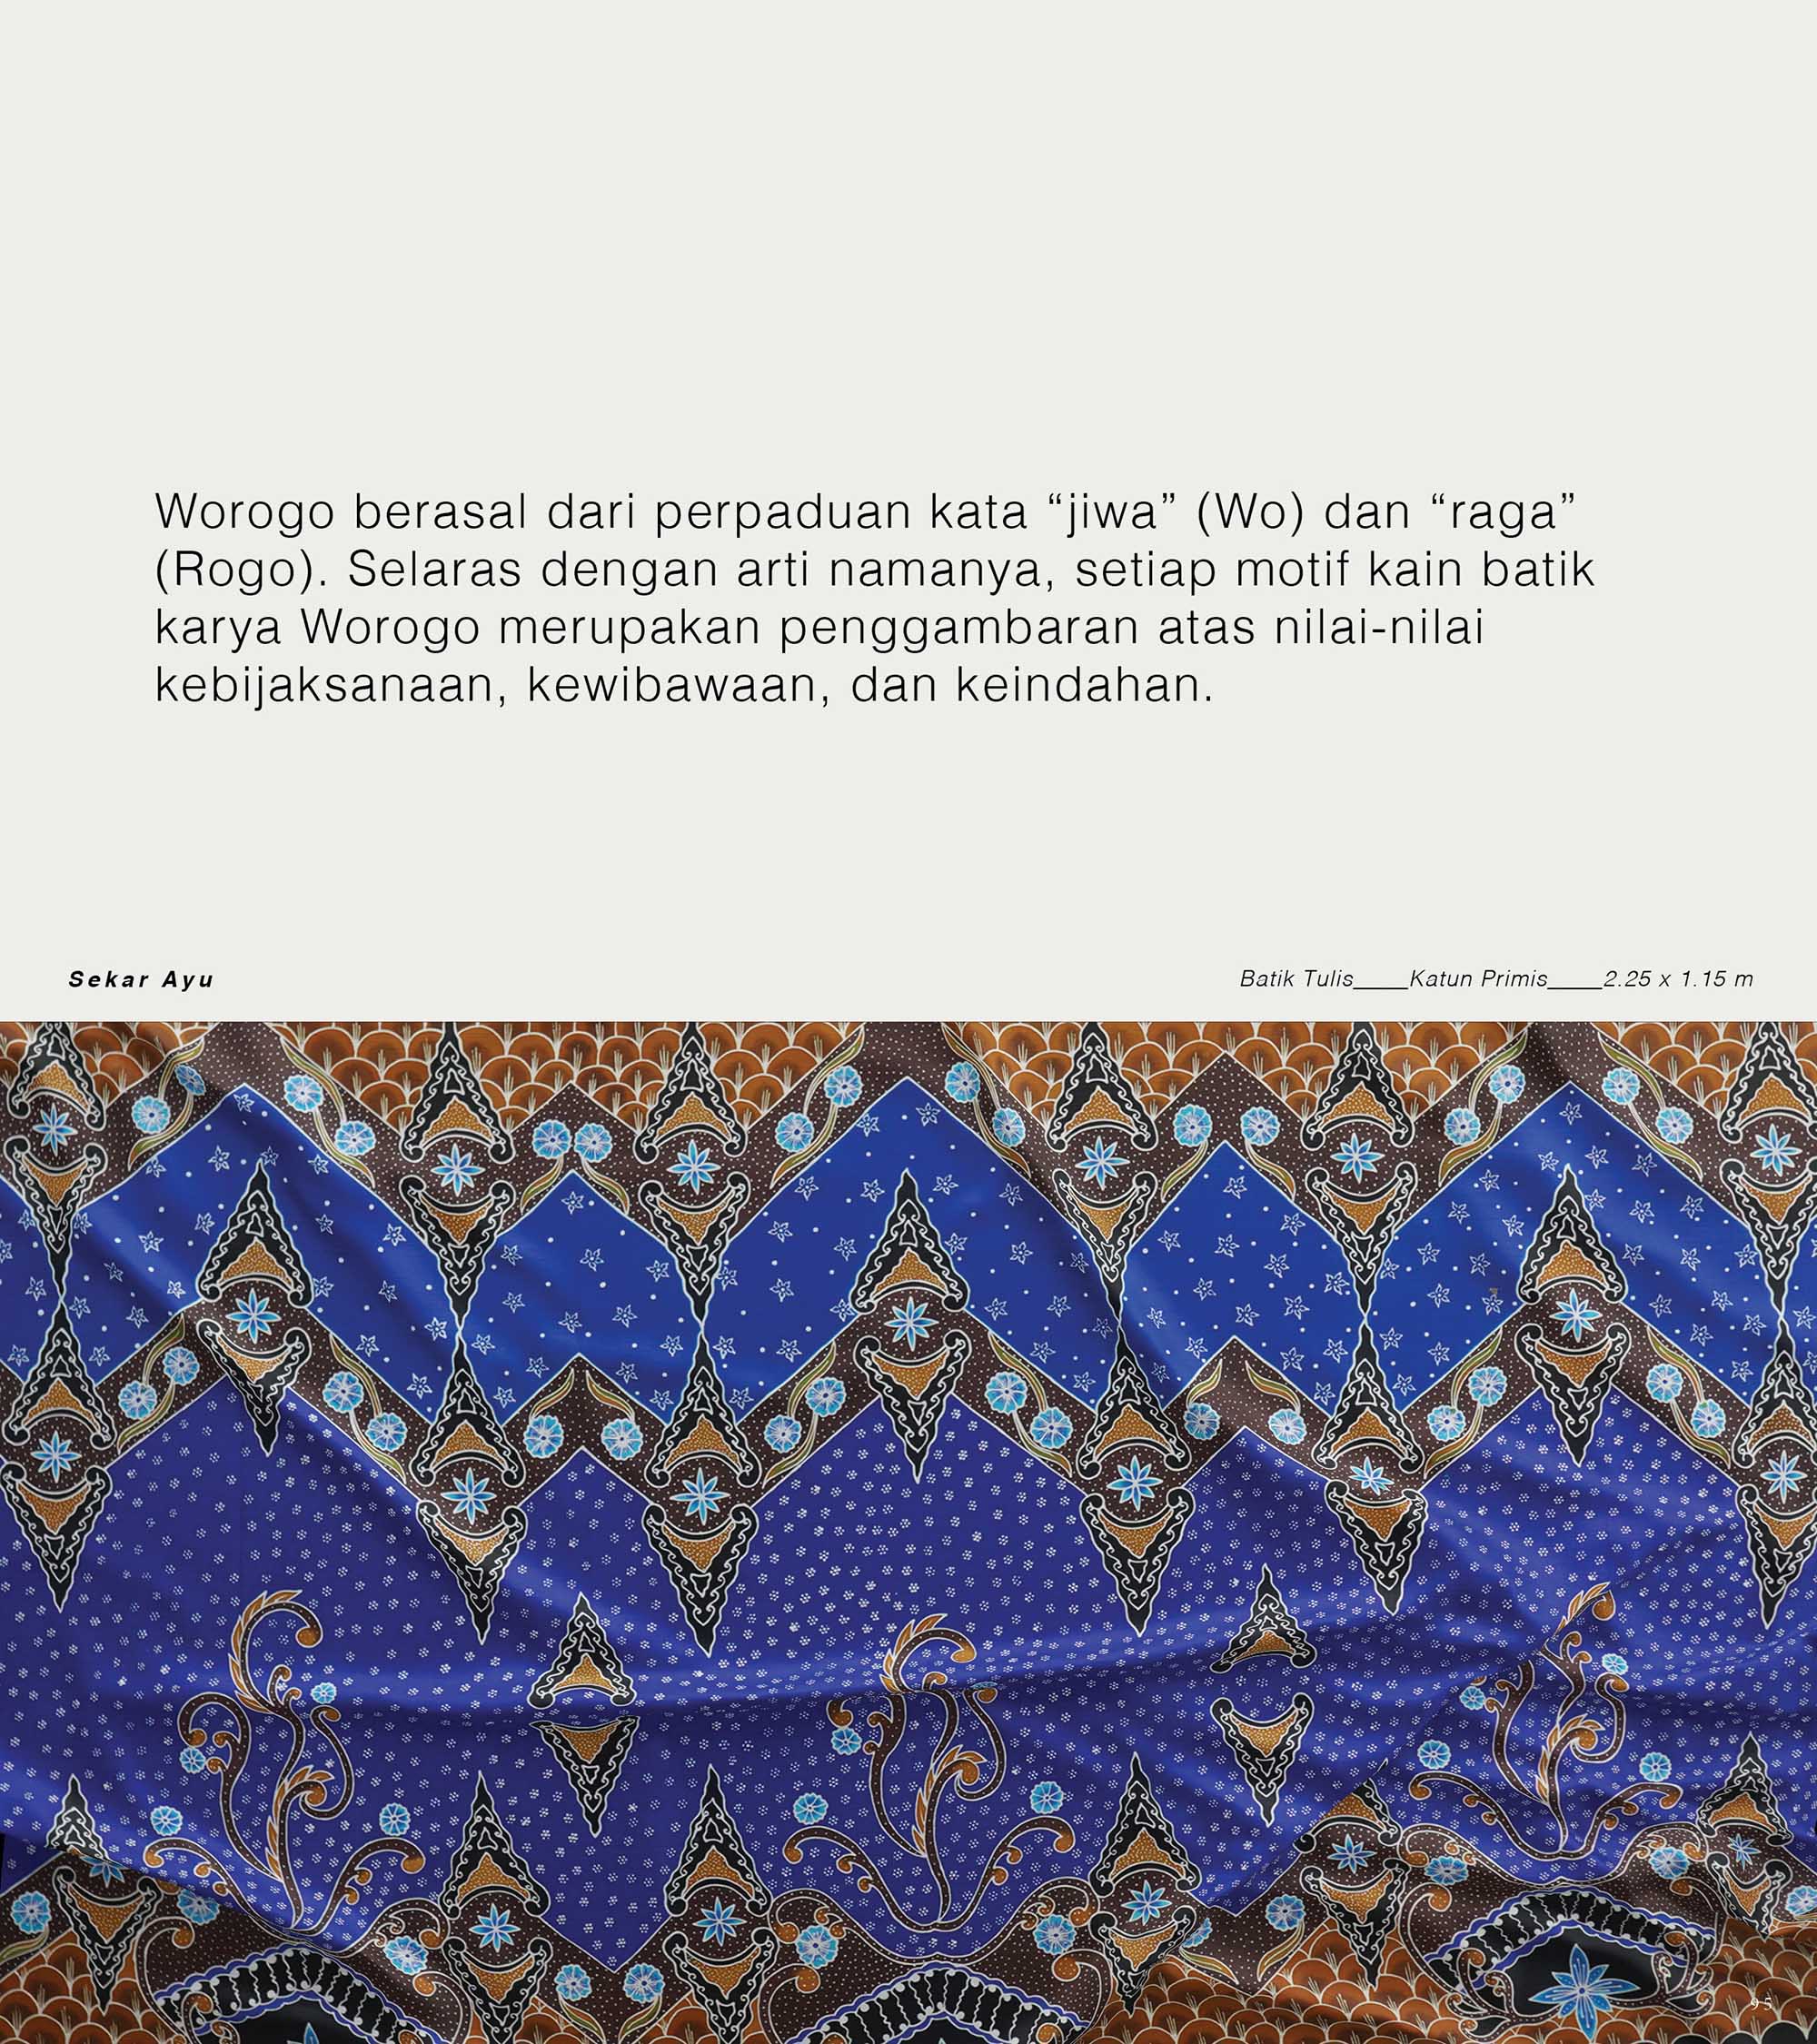 Worogo berasal dari perpaduan kata “jiwa” (Wo) dan “raga”
(Rogo). Selaras dengan arti namanya, setiap motif kain batik
karya Worogo merupakan penggambaran atas nilai-nilai
kebijaksanaan, kewibawaan, dan keindahan.
Sekar Ayu
Batik Tulis____Katun Primis____2.25 x 1.15 m
95